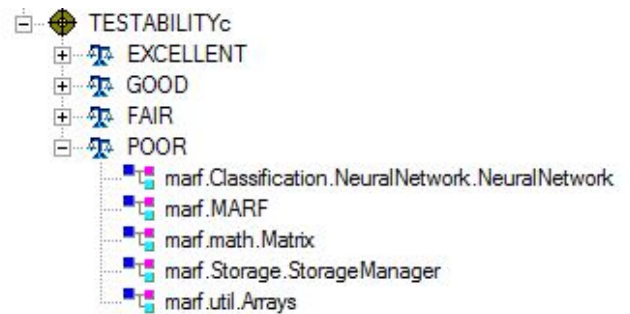 TESTABILITYc
EXCELLENT
GOOD
FAIR
POOR
marf.Classification.NeuralNetwork.NeuralNetwork
marf.MARF
marf.math.Matrix
marf.Storage.StorageManager
marf.util.Arrays